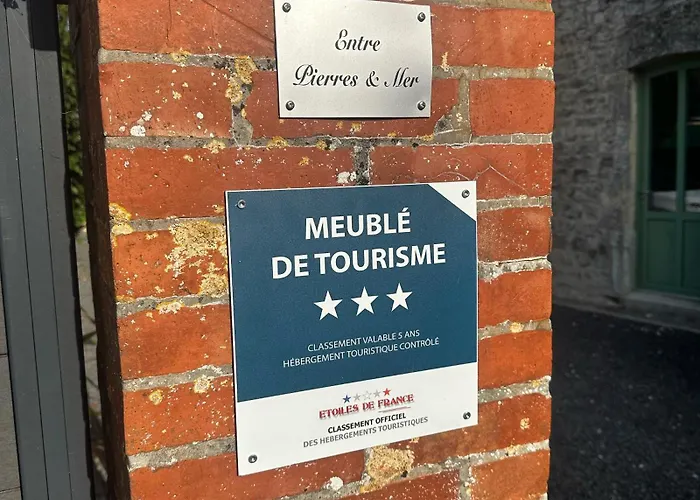 Entre
Pierres & Mer
MEUBLÉ
DE TOURISME
CLASSEMENT VALABLE 5 ANS
HÉBERGEMENT TOURISTIQUE CONTRÔLÉ
ETOILES DE FRANCE
CLASSEMENT OFFICIEL
DES HEBERGEMENTS TOURISTIQUES